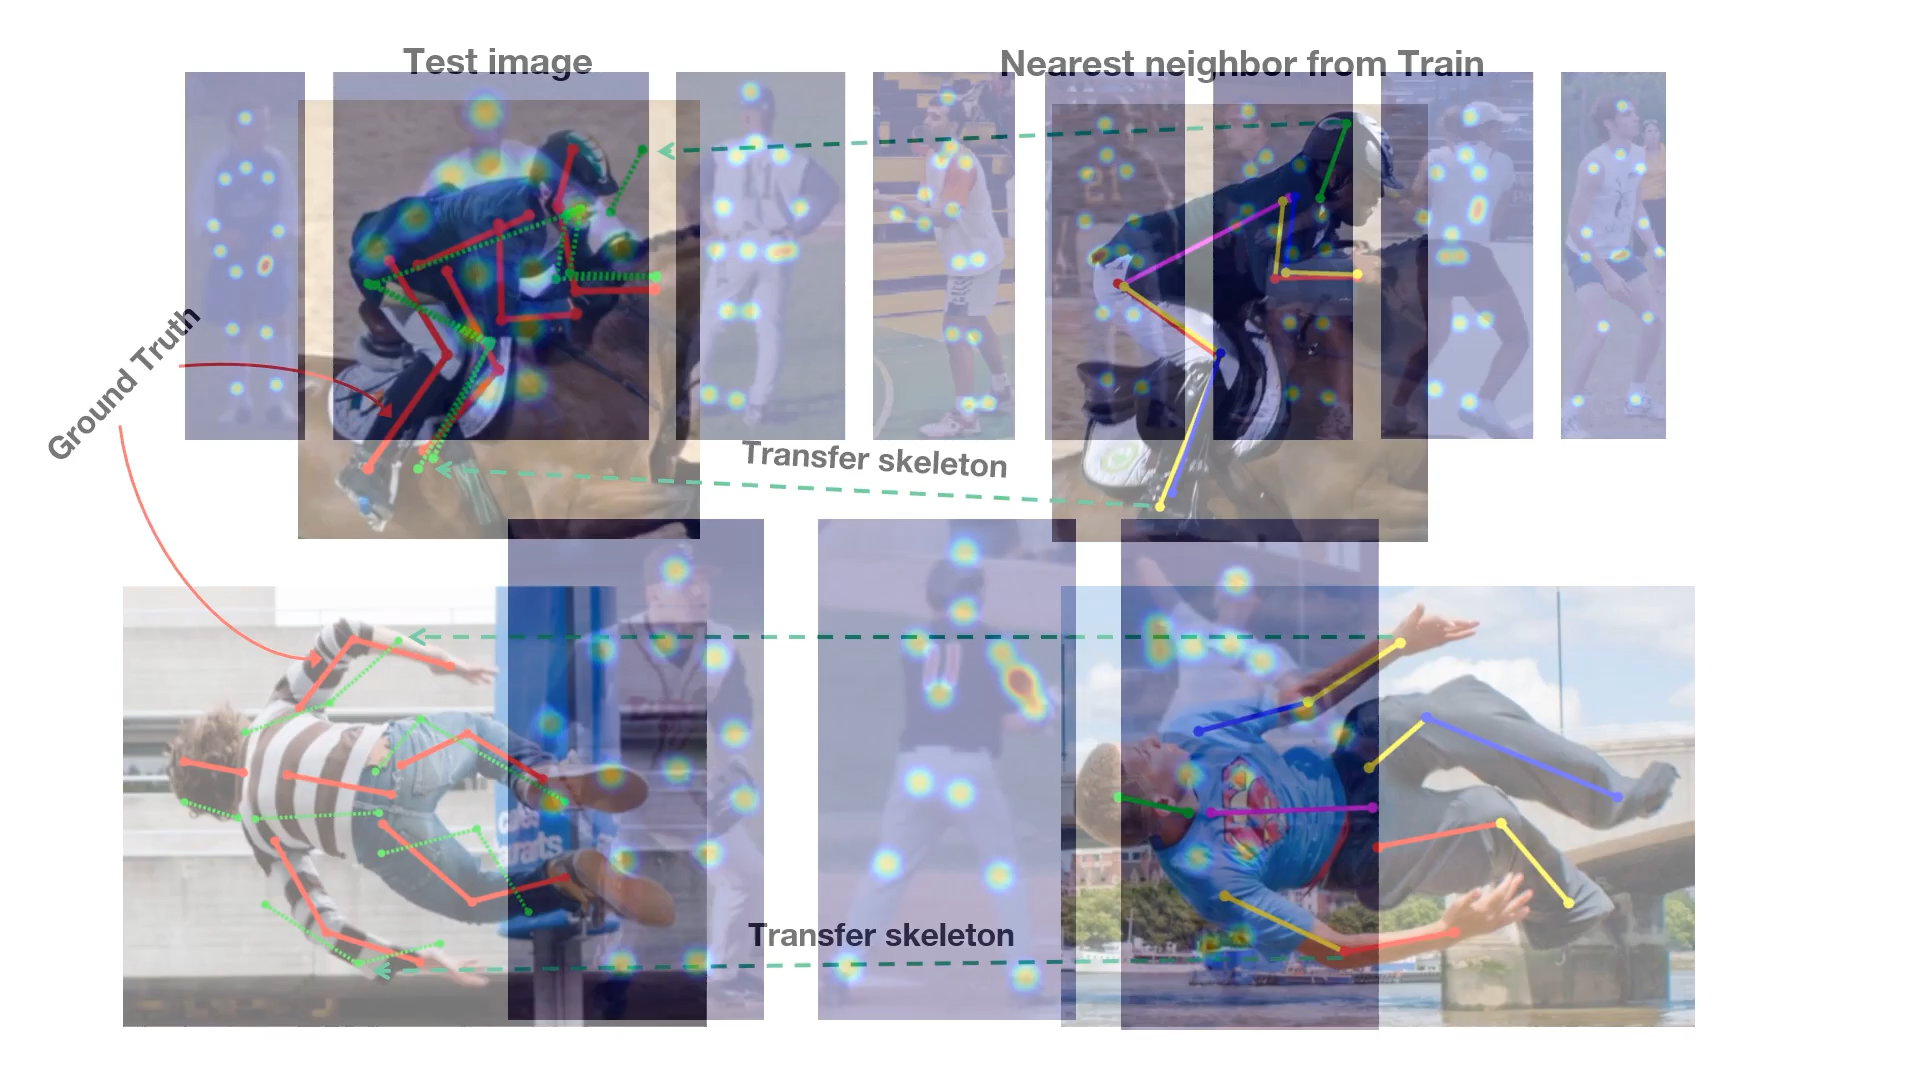 Test image
Nearest neighbor from Train
Ground Truth
Transfer skeleton
Transfer skeleton